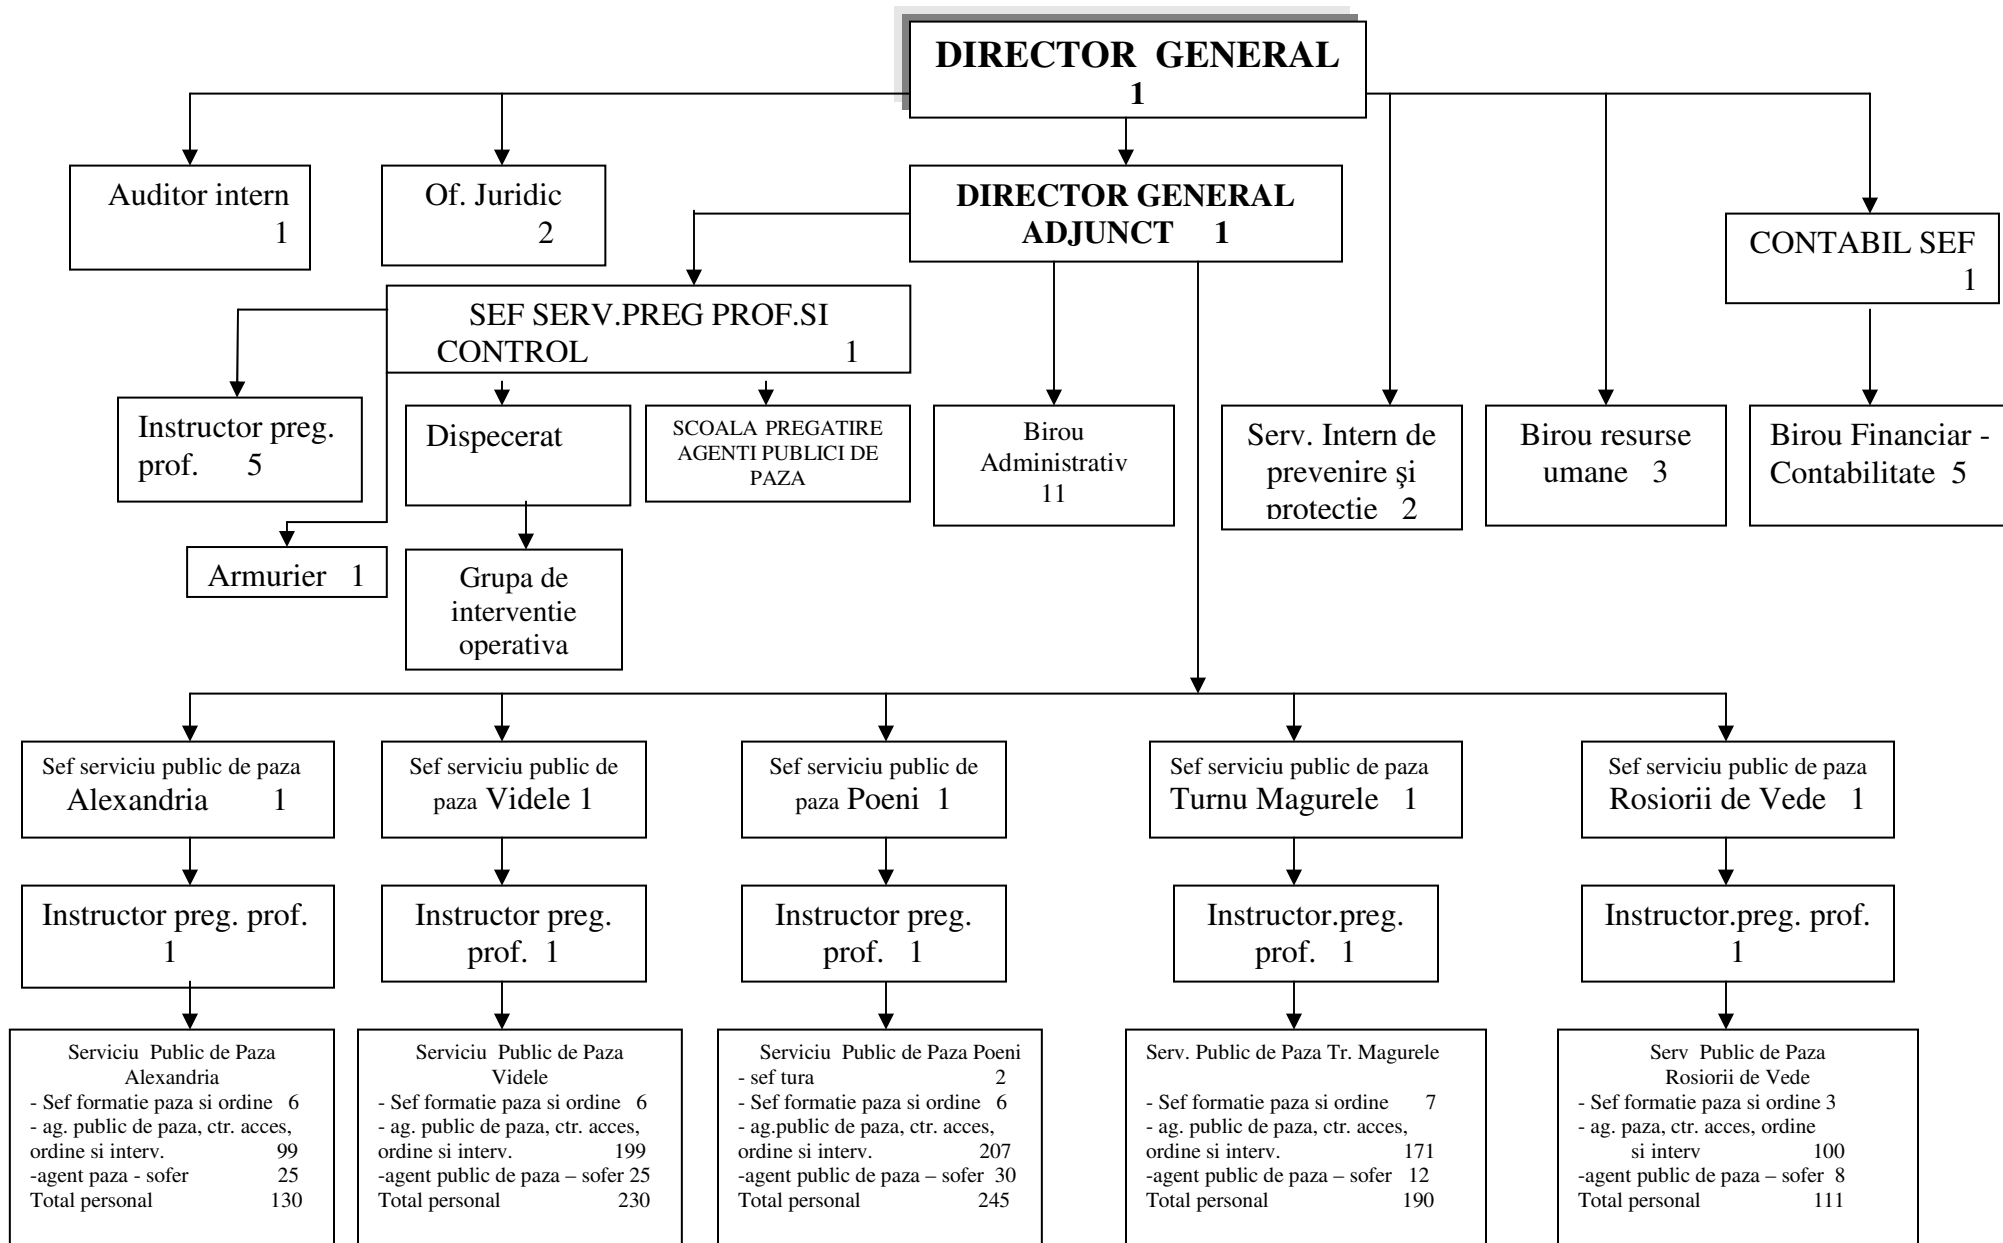 DIRECTOR GENERAL
1
Auditor intern
1
Of. Juridic
2
DIRECTOR GENERAL
ADJUNCT 1
CONTABIL SEF
1
SEF SERV.PREG PROF.SI
CONTROL 1
Instructor preg.
prof. 5
Dispecerat
SCOALA PREGATIRE
AGENTI PUBLICI DE
PAZA
Birou
Administrativ
11
Serv. Intern de
prevenire şi
protectie 2
Birou resurse
umane 3
Birou Financiar -
Contabilitate 5
Armurier 1
Grupa de
interventie
operativa
Sef serviciu public de paza
Alexandria 1
Sef serviciu public de
paza Videle 1
Sef serviciu public de
paza Poeni 1
Sef serviciu public de paza
Turnu Magurele 1
Sef serviciu public de paza
Rosiorii de Vede 1
Instructor preg. prof.
1
Instructor preg.
prof. 1
Instructor preg.
prof. 1
Instructor.preg.
prof. 1
Instructor.preg. prof.
1
Serviciu Public de Paza
Alexandria
- Sef formatie paza si ordine 6
- ag. public de paza, ctr. acces,
ordine si interv. 99
-agent paza - sofer 25
Total personal 130
Serviciu Public de Paza
Videle
- Sef formatie paza si ordine 6
- ag. public de paza, ctr. acces,
ordine si interv. 199
-agent public de paza – sofer 25
Total personal 230
Serviciu Public de Paza Poeni
- sef tura 2
- Sef formatie paza si ordine 6
- ag.public de paza, ctr. acces,
ordine si interv. 207
-agent public de paza – sofer 30
Total personal 245
Serv. Public de Paza Tr. Magurele
- Sef formatie paza si ordine 7
- ag. public de paza, ctr. acces,
ordine si interv. 171
-agent public de paza – sofer 12
Total personal 190
Serv Public de Paza
Rosiorii de Vede
- Sef formatie paza si ordine 3
- ag. paza, ctr. acces, ordine
si interv 100
-agent public de paza – sofer 8
Total personal 111